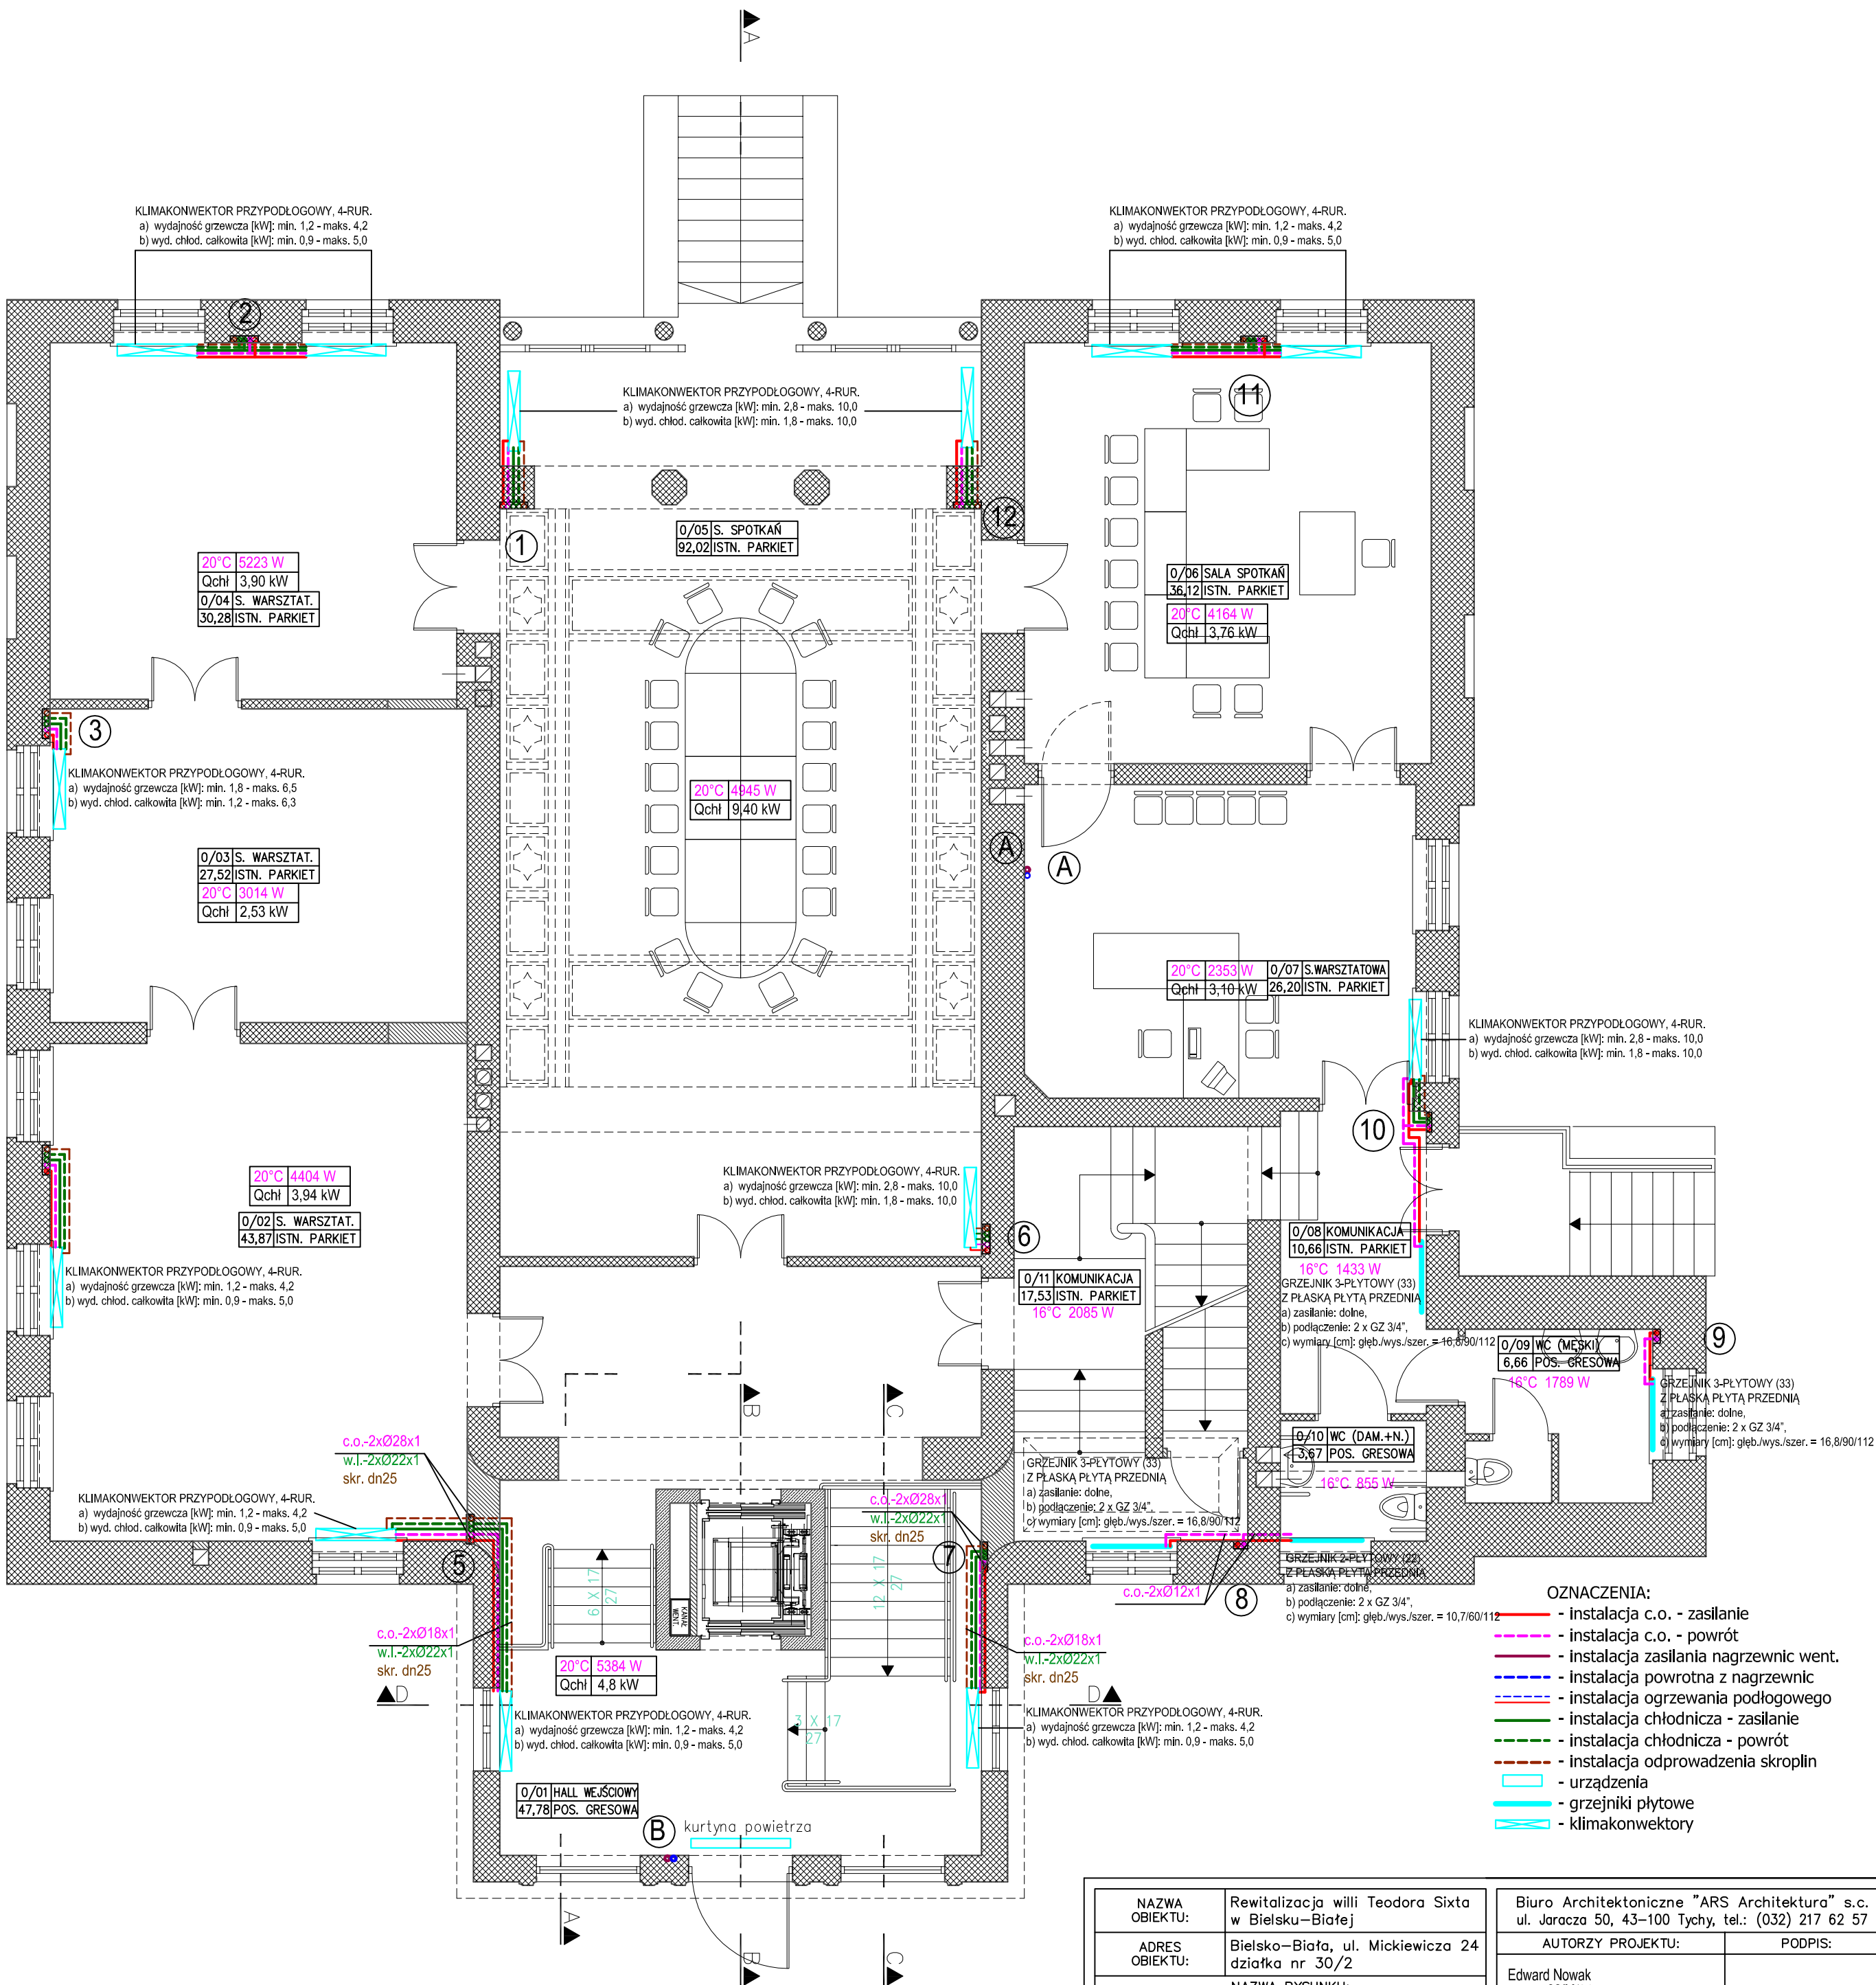 A
KLIMAKONWEKTOR PRZYPODŁOGOWY, 4-RUR.
a) wydajność grzewcza [kW]: min. 1,2 - maks. 4,2
b) wyd. chłod. całkowita [kW]: min. 0,9 - maks. 5,0
KLIMAKONWEKTOR PRZYPODŁOGOWY, 4-RUR.
a) wydajność grzewcza [kW]: min. 1,2 - maks. 4,2
b) wyd. chłod. całkowita [kW]: min. 0,9 - maks. 5,0
2
11
KLIMAKONWEKTOR PRZYPODŁOGOWY, 4-RUR.
a) wydajność grzewcza [kW]: min. 2,8 - maks. 10,0
b) wyd. chłod. całkowita [kW]: min. 1,8 - maks. 10,0
1
12
0/05 S. SPOTKAŃ
92,02 ISTN. PARKIET
20°C 5223 W
Qchł 3,90 kW
0/04 S. WARSZTAT.
30,28 ISTN. PARKIET
0/06 SALA SPOTKAŃ
36,12 ISTN. PARKIET
20°C 4164 W
Qchł 3,76 kW
3
KLIMAKONWEKTOR PRZYPODŁOGOWY, 4-RUR.
a) wydajność grzewcza [kW]: min. 1,8 - maks. 6,5
b) wyd. chłod. całkowita [kW]: min. 1,2 - maks. 6,3
20°C 4945 W
Qchł 9,40 kW
0/03 S. WARSZTAT.
27,52 ISTN. PARKIET
20°C 3014 W
Qchł 2,53 kW
A
A
20°C 2353 W
Qchł 3,10 kW
0/07 S.WARSZTATOWA
26,20 ISTN. PARKIET
KLIMAKONWEKTOR PRZYPODŁOGOWY, 4-RUR.
a) wydajność grzewcza [kW]: min. 2,8 - maks. 10,0
b) wyd. chłod. całkowita [kW]: min. 1,8 - maks. 10,0
10
20°C 4404 W
Qchł 3,94 kW
0/02 S. WARSZTAT.
43,87 ISTN. PARKIET
KLIMAKONWEKTOR PRZYPODŁOGOWY, 4-RUR.
a) wydajność grzewcza [kW]: min. 2,8 - maks. 10,0
b) wyd. chłod. całkowita [kW]: min. 1,8 - maks. 10,0
6
KLIMAKONWEKTOR PRZYPODŁOGOWY, 4-RUR.
a) wydajność grzewcza [kW]: min. 1,2 - maks. 4,2
b) wyd. chłod. całkowita [kW]: min. 0,9 - maks. 5,0
0/11 KOMUNIKACJA
17,53 ISTN. PARKIET
16°C 2085 W
0/08 KOMUNIKACJA
10,66 ISTN. PARKIET
16°C 1433 W
GRZEJNIK 3-PŁYTOWY (33)
Z PŁASKĄ PŁYTĄ PRZEDNIĄ
a) zasilanie: dolne,
b) podłączenie: 2 x GZ 3/4",
c) wymiary [cm]: głęb./wys./szer. = 16,8/90/112
0/09 WC (MĘSKI)
6,66 POS. GRESOWA
16°C 1789 W
9
GRZEJNIK 3-PŁYTOWY (33)
Z PŁASKĄ PŁYTĄ PRZEDNIĄ
a) zasilanie: dolne,
b) podłączenie: 2 x GZ 3/4",
c) wymiary [cm]: głęb./wys./szer. = 16,8/90/112
B
C
0/10 WC (DAM.+N.)
3,67 POS. GRESOWA
16°C 855 W
GRZEJNIK 3-PŁYTOWY (33)
Z PŁASKĄ PŁYTĄ PRZEDNIĄ
a) zasilanie: dolne,
b) podłączenie: 2 x GZ 3/4",
c) wymiary [cm]: głęb./wys./szer. = 16,8/90/112
c.o.-2xØ28x1
w.l.-2xØ22x1
skr. dn25
KLIMAKONWEKTOR PRZYPODŁOGOWY, 4-RUR.
a) wydajność grzewcza [kW]: min. 1,2 - maks. 4,2
b) wyd. chłod. całkowita [kW]: min. 0,9 - maks. 5,0
5
c.o.-2xØ28x1
w.l.-2xØ22x1
skr. dn25
7
GRZEJNIK 2-PŁYTOWY (22)
Z PŁASKĄ PŁYTĄ PRZEDNIĄ
a) zasilanie: dolne,
b) podłączenie: 2 x GZ 3/4",
c) wymiary [cm]: głęb./wys./szer. = 10,7/60/112
c.o.-2xØ12x1
8
6 X 17
27
12 X 17
27
KANAŁ
WENT.
c.o.-2xØ18x1
w.l.-2xØ22x1
skr. dn25
D
20°C 5384 W
Qchł 4,8 kW
c.o.-2xØ18x1
w.l.-2xØ22x1
skr. dn25
D
KLIMAKONWEKTOR PRZYPODŁOGOWY, 4-RUR.
a) wydajność grzewcza [kW]: min. 1,2 - maks. 4,2
b) wyd. chłod. całkowita [kW]: min. 0,9 - maks. 5,0
3 X 17
27
KLIMAKONWEKTOR PRZYPODŁOGOWY, 4-RUR.
a) wydajność grzewcza [kW]: min. 1,2 - maks. 4,2
b) wyd. chłod. całkowita [kW]: min. 0,9 - maks. 5,0
0/01 HALL WEJŚCIOWY
47,78 POS. GRESOWA
B
kurtyna powietrza
A
B
C
OZNACZENIA:
- instalacja c.o. - zasilanie
- instalacja c.o. - powrót
- instalacja zasilania nagrzewnic went.
- instalacja powrotna z nagrzewnic
- instalacja ogrzewania podłogowego
- instalacja chłodnicza - zasilanie
- instalacja chłodnicza - powrót
- instalacja odprowadzenia skroplin
- urządzenia
- grzejniki płytowe
- klimakonwektory
NAZWA OBIEKTU:
Rewitalizacja willi Teodora Sixta
w Bielsku-Białej
ADRES OBIEKTU:
Bielsko-Biała, ul. Mickiewicza 24
działka nr 30/2
Biuro Architektoniczne "ARS Architektura" s.c.
ul. Jaracza 50, 43-100 Tychy, tel.: (032) 217 62 57
AUTORZY PROJEKTU:
PODPIS:
Edward Nowak